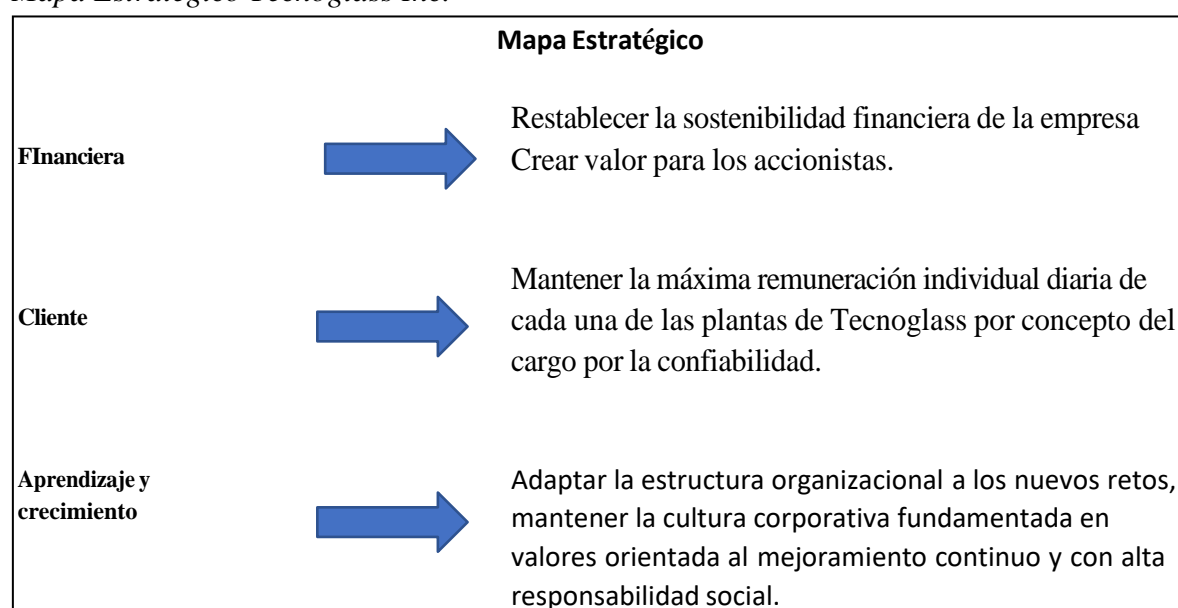 Mapa Estratégico Tecnoglass Inc.
Mapa Estratégico
FInanciera
Restablecer la sostenibilidad financiera de la empresa
Crear valor para los accionistas.
Cliente
Mantener la máxima remuneración individual diaria de
cada una de las plantas de Tecnoglass por concepto del
cargo por la confiabilidad.
Aprendizaje y
crecimiento
Adaptar la estructura organizacional a los nuevos retos,
mantener la cultura corporativa fundamentada en
valores orientada al mejoramiento continuo y con alta
responsabilidad social.